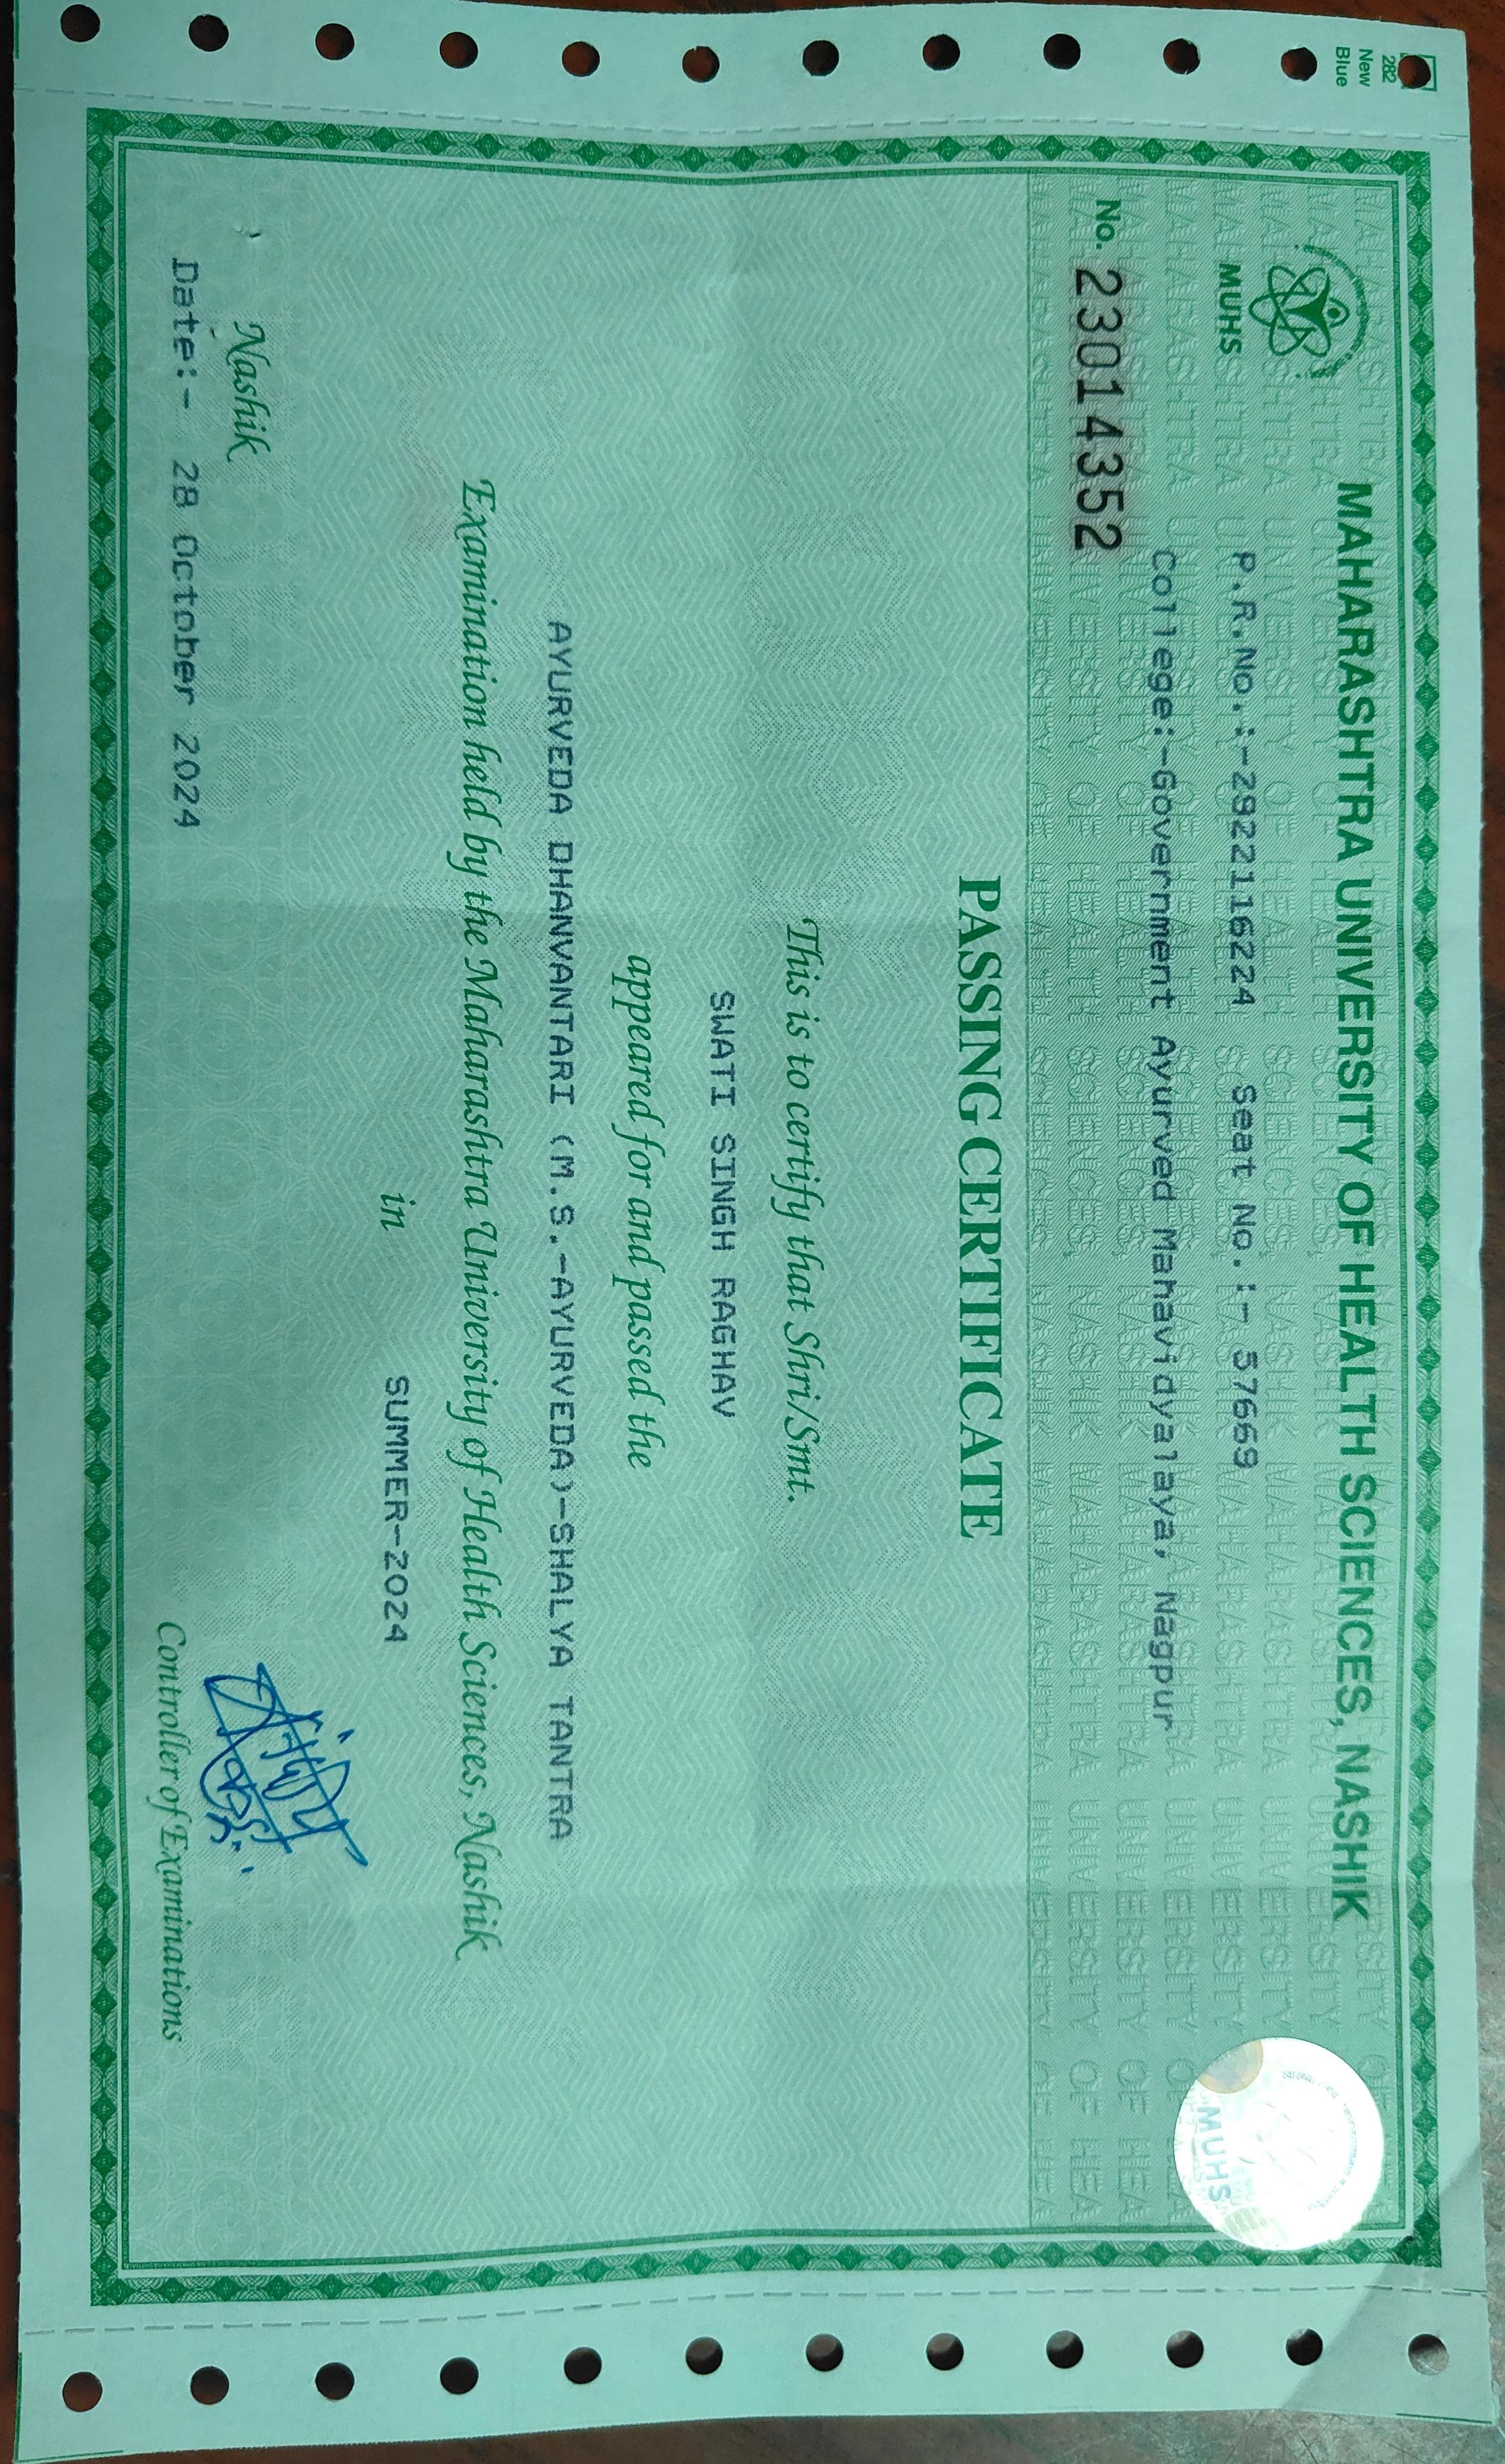 282
New
Blue
MAHARASHTRA UNIVERSITY OF HEALTH SCIENCES, NASHIK
MUHS
P.R.No.:-2922116224 Seat No.:- 57669
College:-Government Ayurved Mahavidyalaya, Nagpur
No. 23014352
PASSING CERTIFICATE
This is to certify that Shri/Smt.
SWATI SINGH RAGHAV
appeared for and passed the
AYURVEDA DHANVANTARI (M.S.-AYURVEDA)-SHALYA TANTRA
Examination held by the Maharashtra University of Health Sciences, Nashik
in SUMMER-2024
Nashik
Date:- 28 October 2024
Controller of Examinations
MUHS